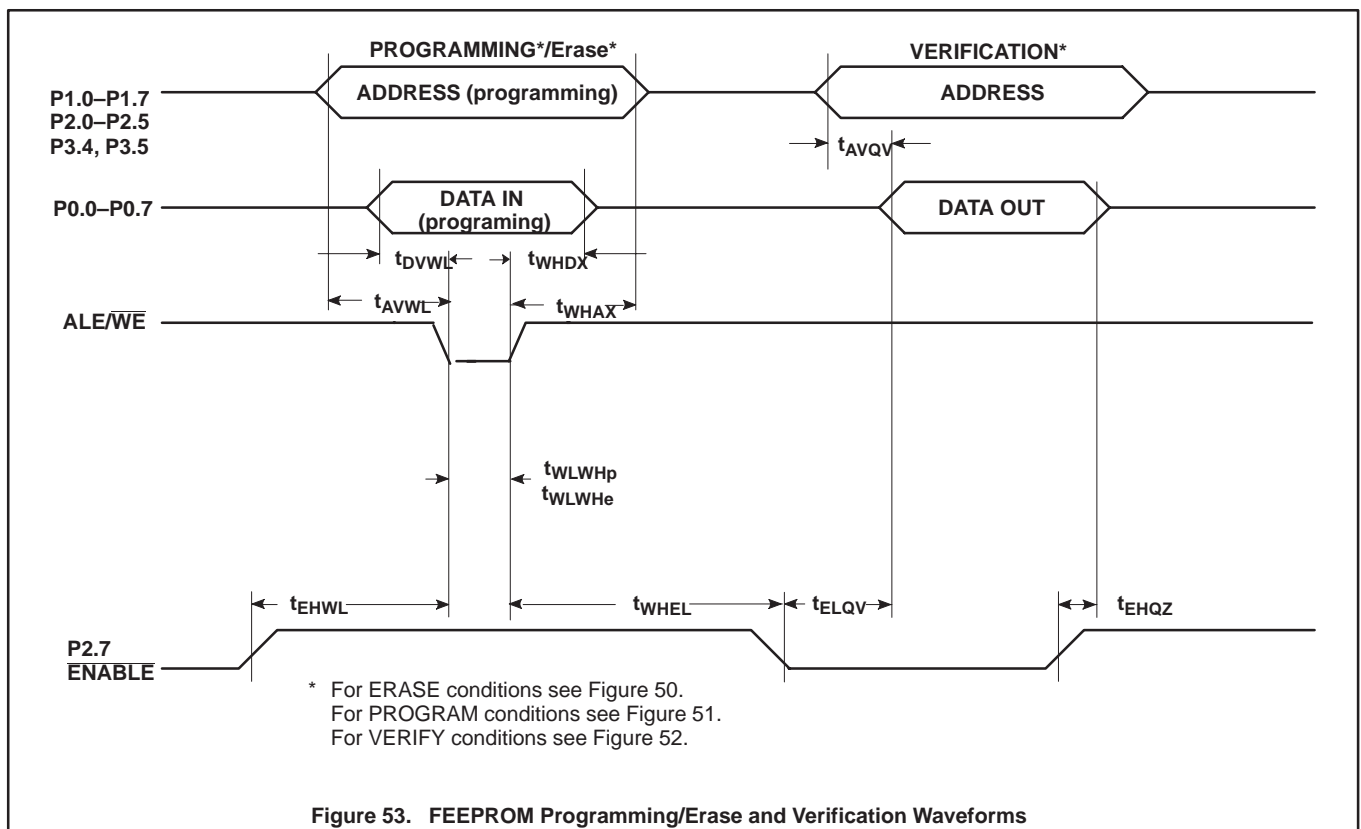 PROGRAMMING*/Erase*
VERIFICATION*
P1.0–P1.7
P2.0–P2.5
P3.4, P3.5
ADDRESS (programming)
ADDRESS
tAVQV
P0.0–P0.7
DATA IN
(programing)
DATA OUT
tDVWL
tWHDX
tAVWL
tWHAX
ALE/WE
tWLWHp
tWLWHe
tEHWL
tWHEL
tELQV
tEHQZ
P2.7
ENABLE
* For ERASE conditions see Figure 50.
For PROGRAM conditions see Figure 51.
For VERIFY conditions see Figure 52.
Figure 53. FEEPROM Programming/Erase and Verification Waveforms